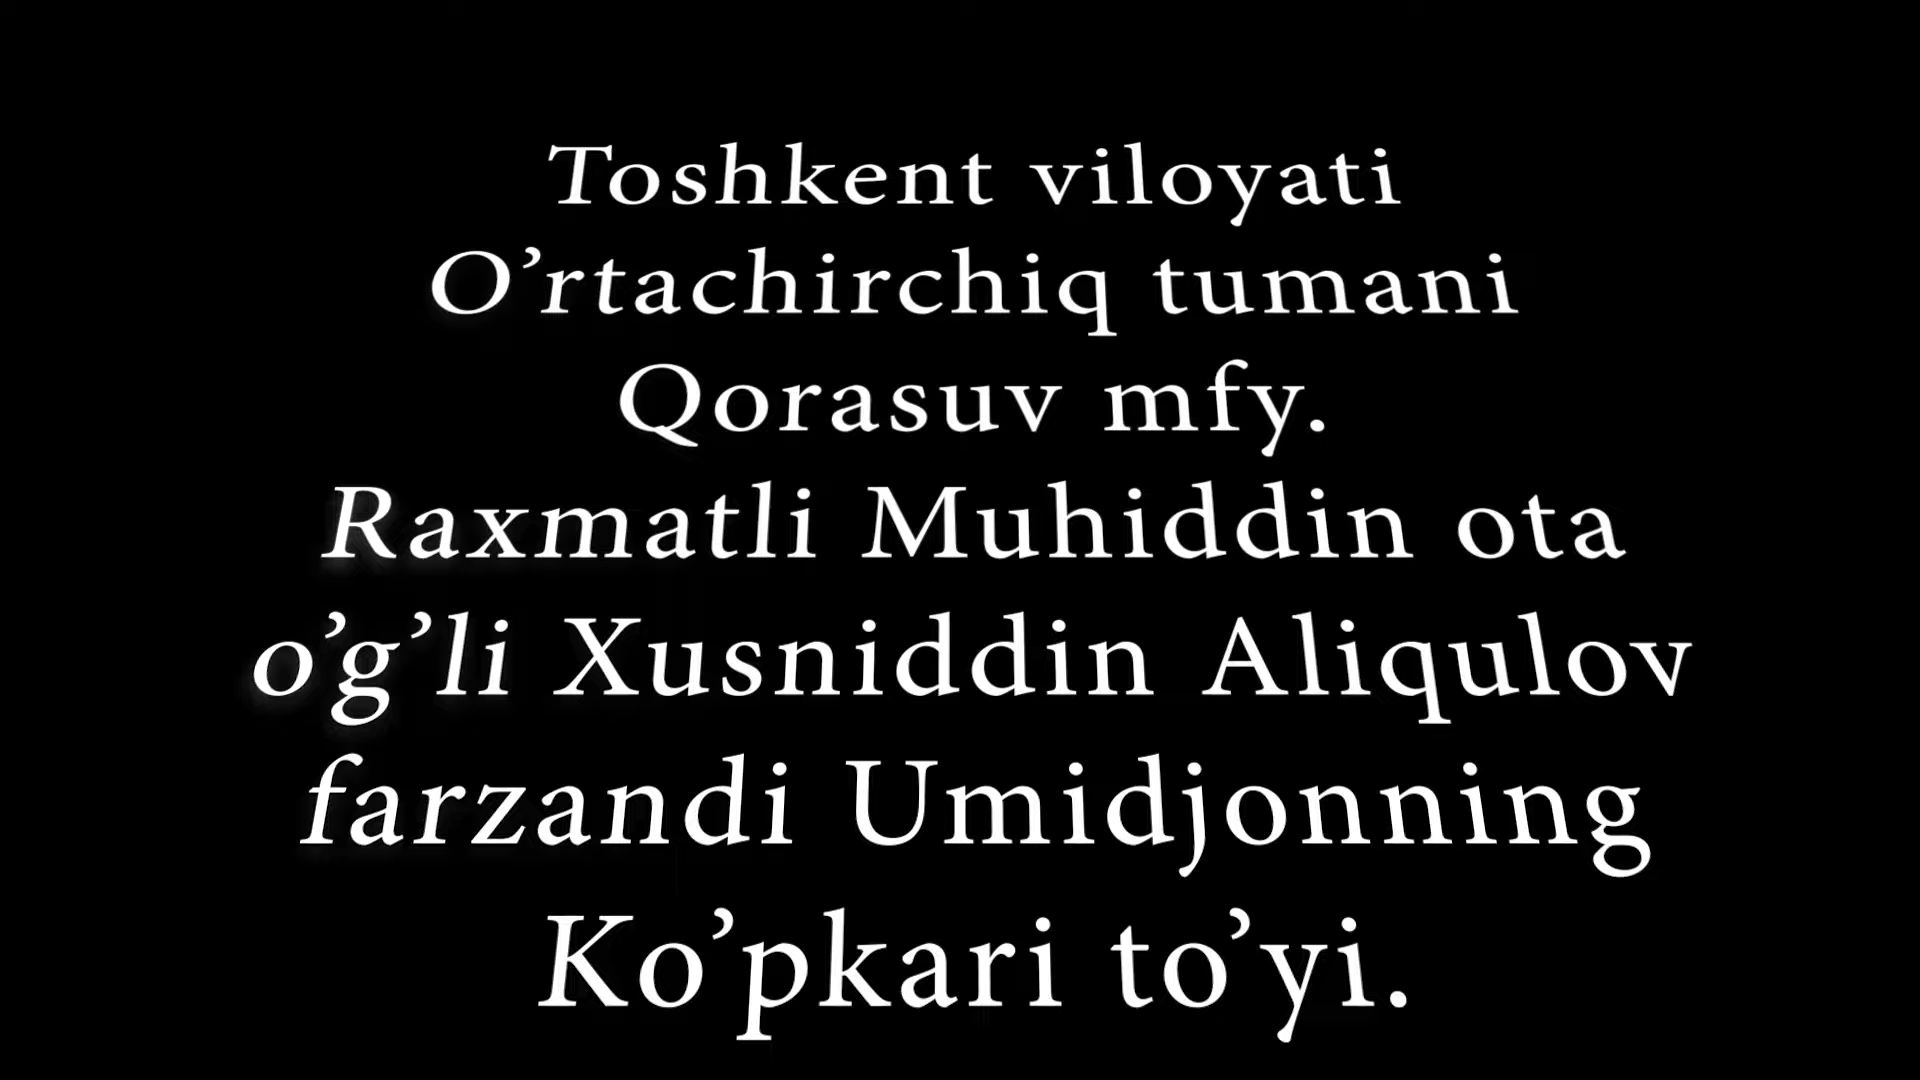 Toshkent viloyati
O’rtachirchiq tumani
Qorasuv mfy.
Raxmatli Muhiddin ota
o’g’li Xusniddin Aliqulov
farzandi Umidjonning
Ko’pkari to’yi.